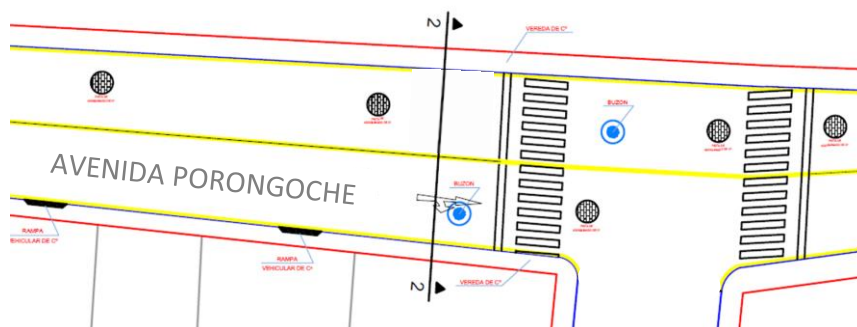 2
VEREDA DE Cº
BUZON
AVENIDA PORONGOCHE
BUZON
RAMPA
VEHICULAR DE Cº
RAMPA
VEHICULAR DE Cº
VEREDA DE Cº
2